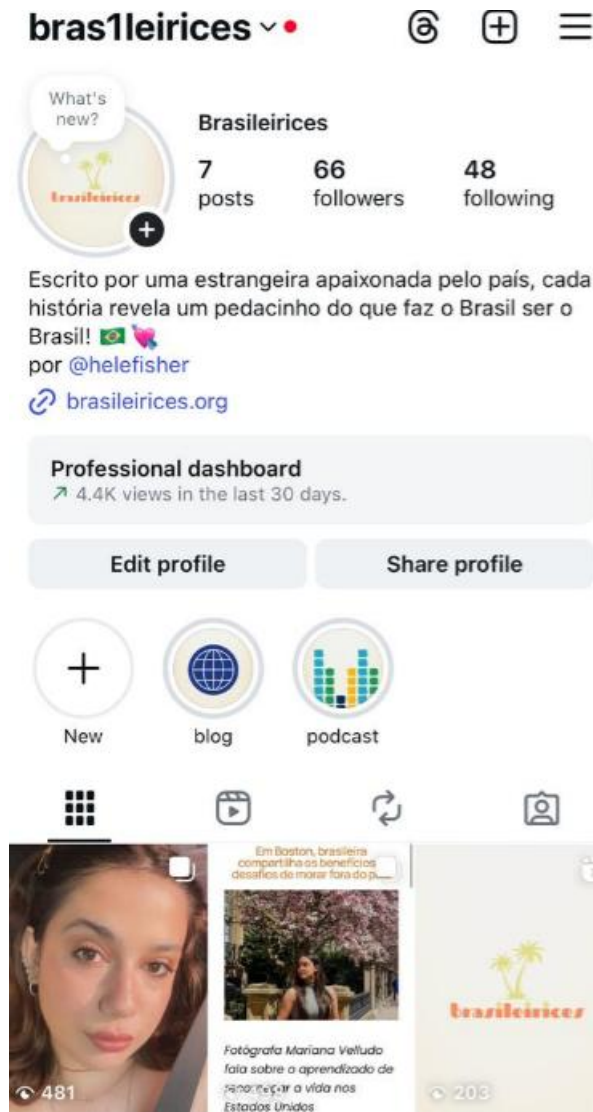 bras1leirices
What's
new?
brasileirices
Brasileirices
7
66
48
posts
followers
following
Escrito por uma estrangeira apaixonada pelo país, cada
história revela um pedacinho do que faz o Brasil ser o
Brasil! 🇧🇷 💘
por @helefisher
brasileirices.org
Professional dashboard
4.4K views in the last 30 days.
Edit profile
Share profile
New
blog
podcast
Em Boston, brasileira
compartilha os benefícios
desafios de morar fora do
brasileirices
Fotógrafa Mariana Velludo
fala sobre o aprendizado de
recomeçar a vida nos
Estados Unidos
481
203